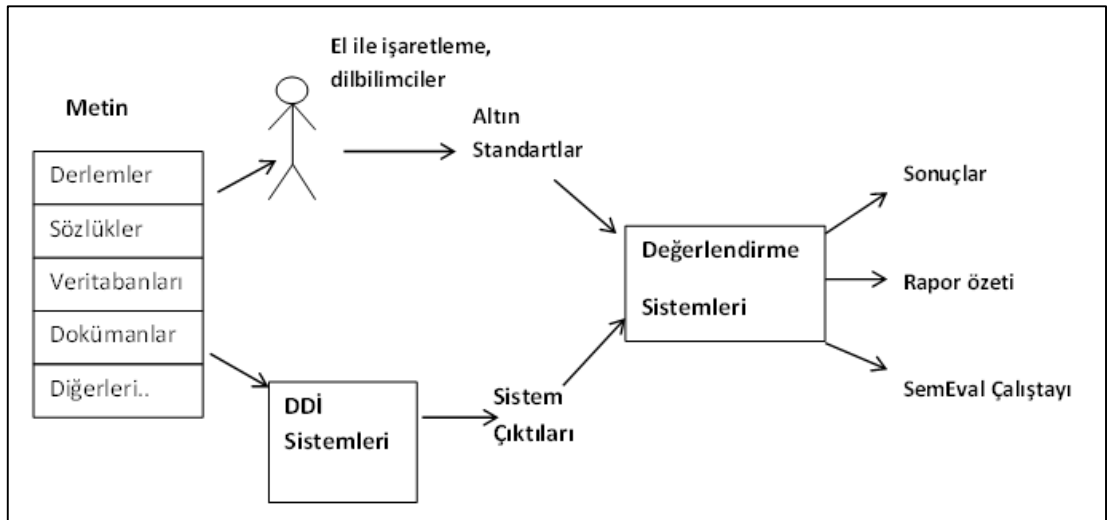 El ile işaretleme,
dilbilimciler
Metin
Altın
Standartlar
Derlemler
Sözlükler
Veritabanları
Dokümanlar
Diğerleri..
DDİ
Sistemleri
Sistem
Çıktıları
Değerlendirme
Sistemleri
Sonuçlar
Rapor özeti
SemEval Çalıştayı